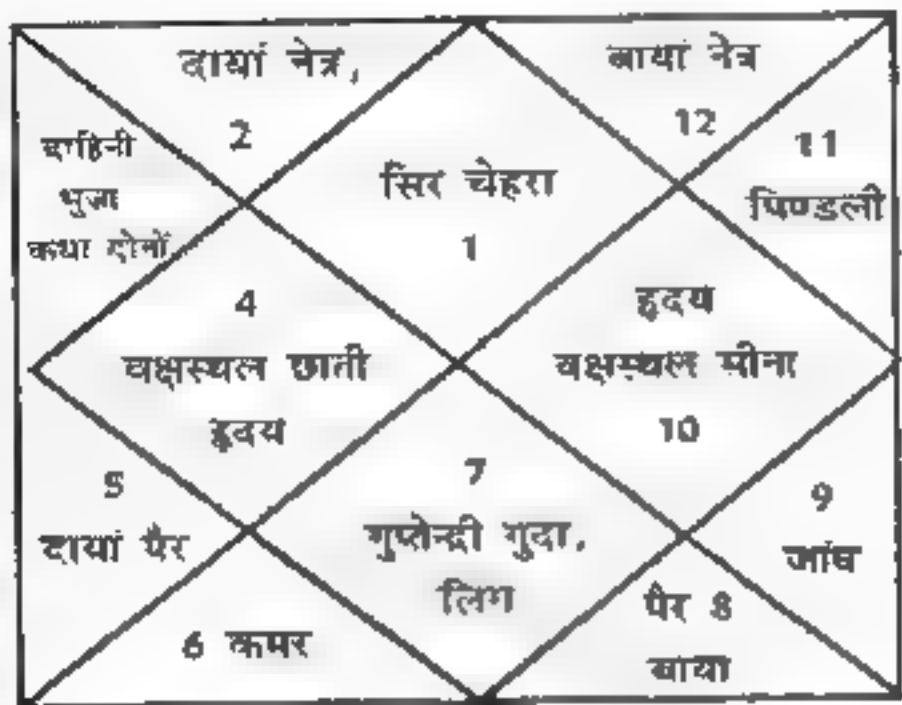 दायां नेत्र,
2
बायां नेत्र
12
दाहिनी
भुजा
कंधा दोनों
सिर चेहरा
1
11
पिण्डली
4
वक्षस्थल छाती
हृदय
हृदय
वक्षस्थल सीना
10
5
दायां पैर
7
गुप्तेन्द्री गुदा,
लिंग
9
जांघ
6 कमर
पैर 8
बायां